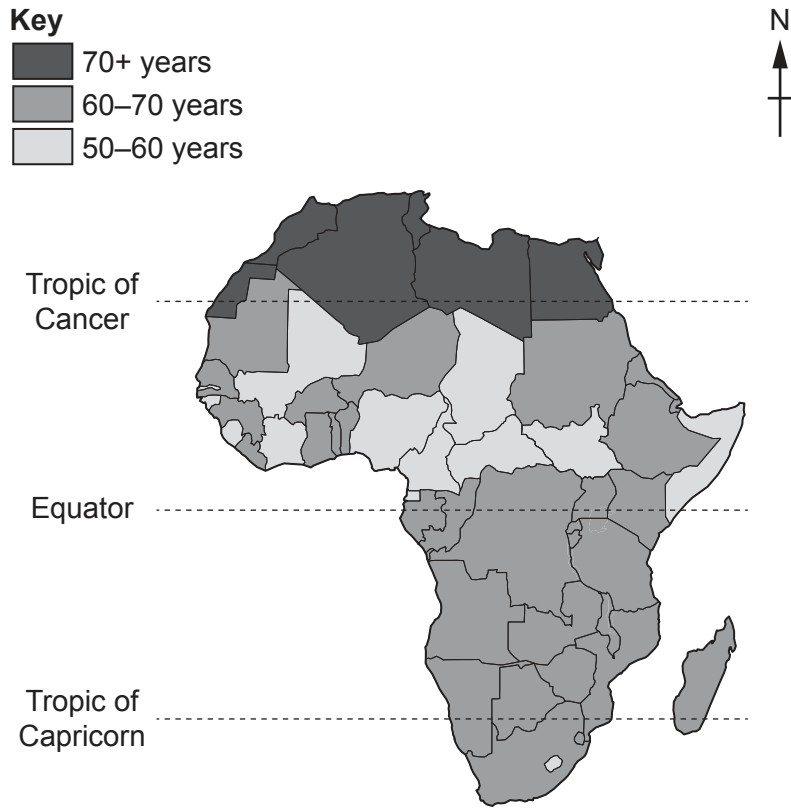 Key
70+ years
60–70 years
50–60 years
N
Tropic of
Cancer
Equator
Tropic of
Capricorn